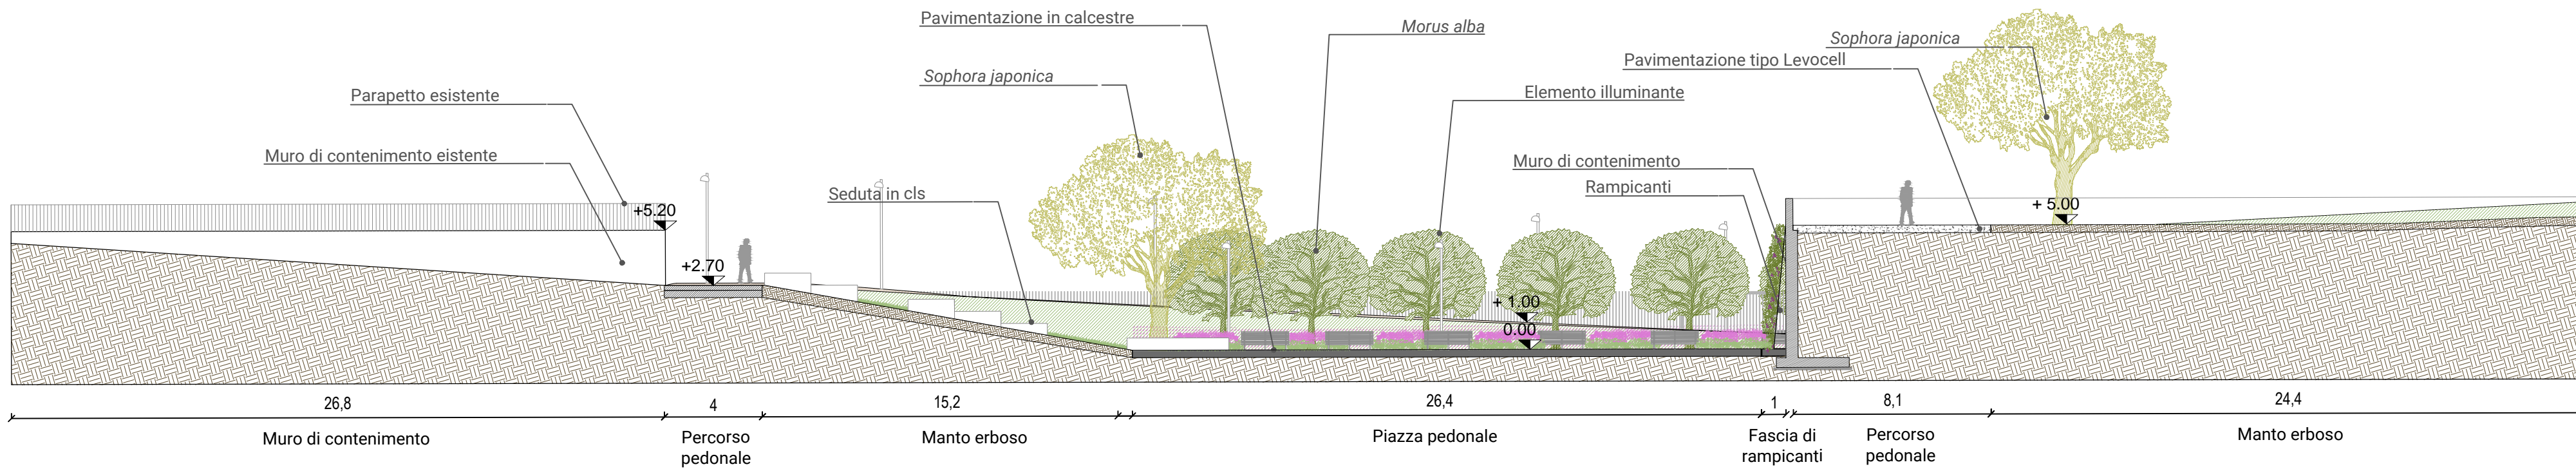 Pavimentazione in calcestre
Morus alba
Sophora japonica
Pavimentazione tipo Levocell
Sophora japonica
Parapetto esistente
Elemento illuminante
Muro di contenimento eistente
Muro di contenimento
Rampicanti
Seduta in cls
+5.20
+ 5.00
+2.70
+ 1.00
0.00
26,8
4
15,2
26,4
1
8,1
24,4
Muro di contenimento
Percorso
pedonale
Manto erboso
Piazza pedonale
Fascia di
rampicanti
Percorso
pedonale
Manto erboso